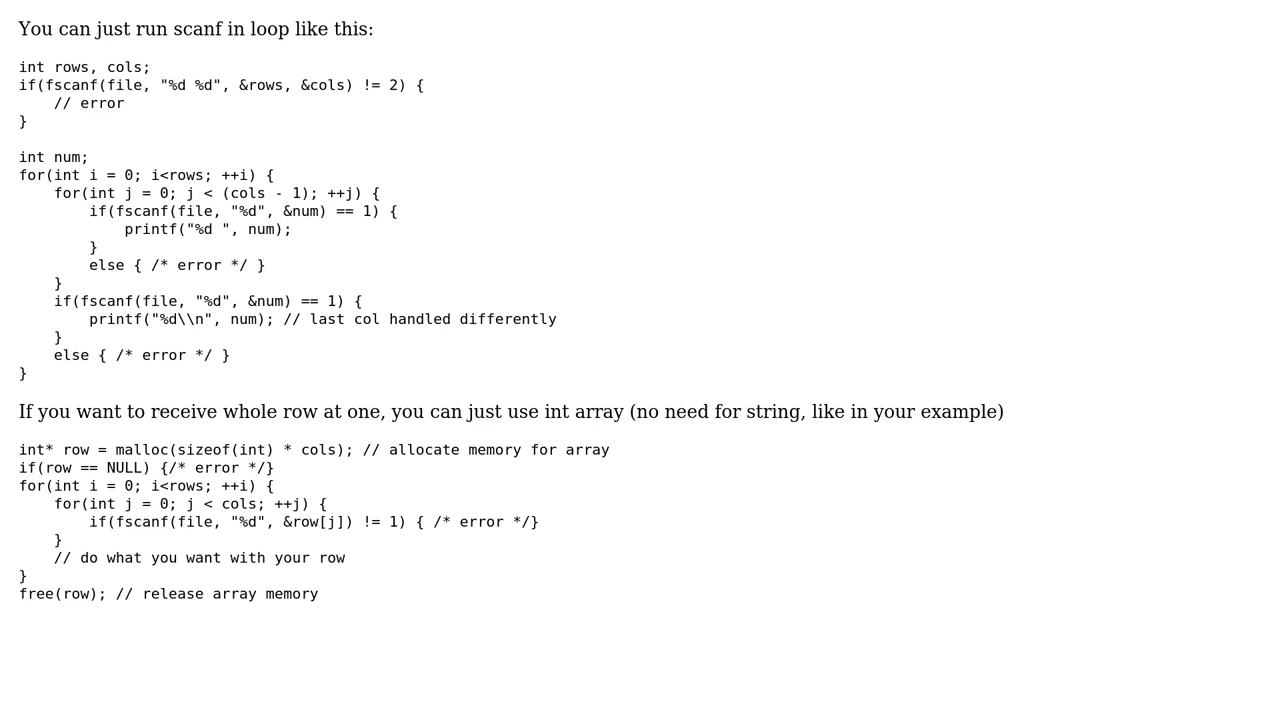 You can just run scanf in loop like this:
int rows, cols;
if(fscanf(file, "%d %d", &rows, &cols) != 2) {
    // error
}
int num;
for(int i = 0; i<rows; ++i) {
    for(int j = 0; j < (cols - 1); ++j) {
        if(fscanf(file, "%d", &num) == 1) {
            printf("%d ", num);
        }
        else { /* error */ }
    }
    if(fscanf(file, "%d", &num) == 1) {
        printf("%d\\n", num); // last col handled differently
    }
    else { /* error */ }
}
If you want to receive whole row at one, you can just use int array (no need for string, like in your example)
int* row = malloc(sizeof(int) * cols); // allocate memory for array
if(row == NULL) {/* error */}
for(int i = 0; i<rows; ++i) {
    for(int j = 0; j < cols; ++j) {
        if(fscanf(file, "%d", &row[j]) != 1) { /* error */}
    }
    // do what you want with your row
}
free(row); // release array memory